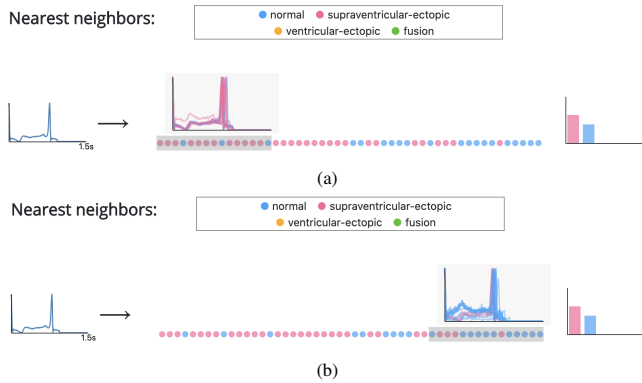 Nearest neighbors:
normal supraventricular-ectopic
ventricular-ectopic fusion
1.5s
(a)
Nearest neighbors:
normal supraventricular-ectopic
ventricular-ectopic fusion
1.5s
(b)